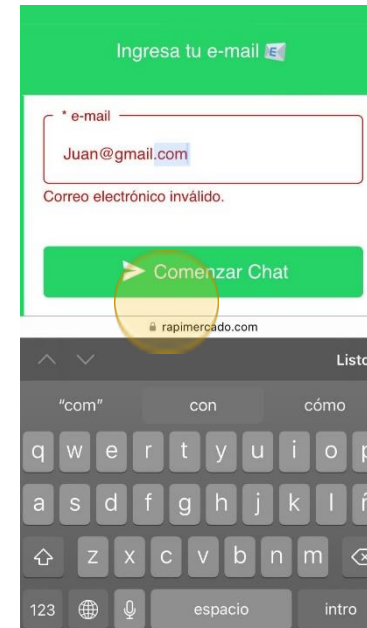 Ingresa tu e-mail 📧
* e-mail
Juan@gmail.com
Correo electrónico inválido.
Comenzar Chat
rapimercado.com
Listo
“com” con cómo
q w e r t y u i o p
a s d f g h j k l ñ
z x c v b n m
123 espacio intro